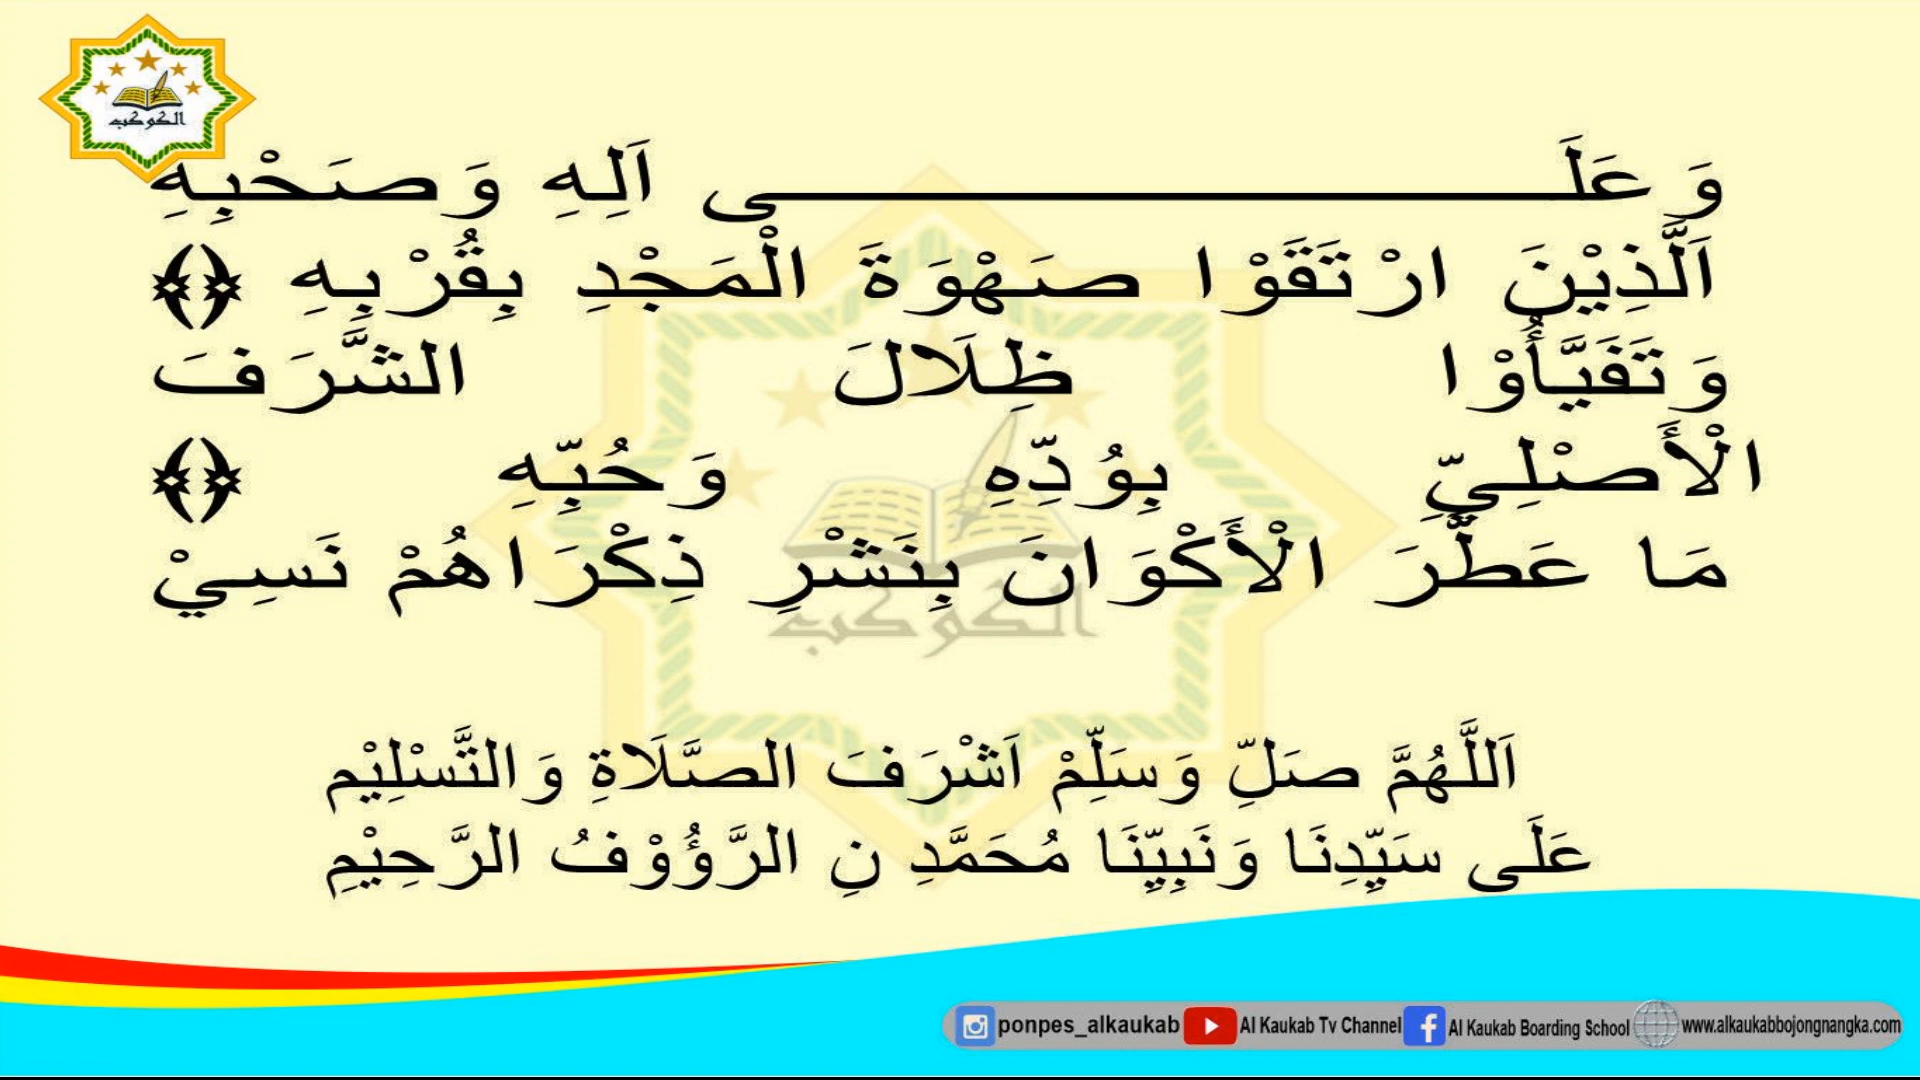 الكوكب
وَعَلَى اَلِهِ وَصَحْبِهِ
اَلَّذِيْنَ ارْتَقَوْا صَهْوَةَ الْمَجْدِ بِقُرْبِهِ ﴿﴾
وَتَفَيَّأُوْا ظِلَالَ الشَّرَفَ
الْأَصْلِيِّ بِوُدِّهِ وَحُبِّهِ ﴿﴾
مَا عَطَّرَ الْأَكْوَانَ بِنَشْرِ ذِكْرَاهُمْ نَسِيْ
الكوكب
اَللَّهُمَّ صَلِّ وَسَلِّمْ اَشْرَفَ الصَّلَاةِ وَالتَّسْلِيْم
عَلَى سَيِّدِنَا وَنَبِيِّنَا مُحَمَّدِ نِ الرَّؤُوْفُ الرَّحِيْمِ
ponpes_alkaukab Al Kaukab Tv Channel Al Kaukab Boarding School www.alkaukabbojongnangka.com